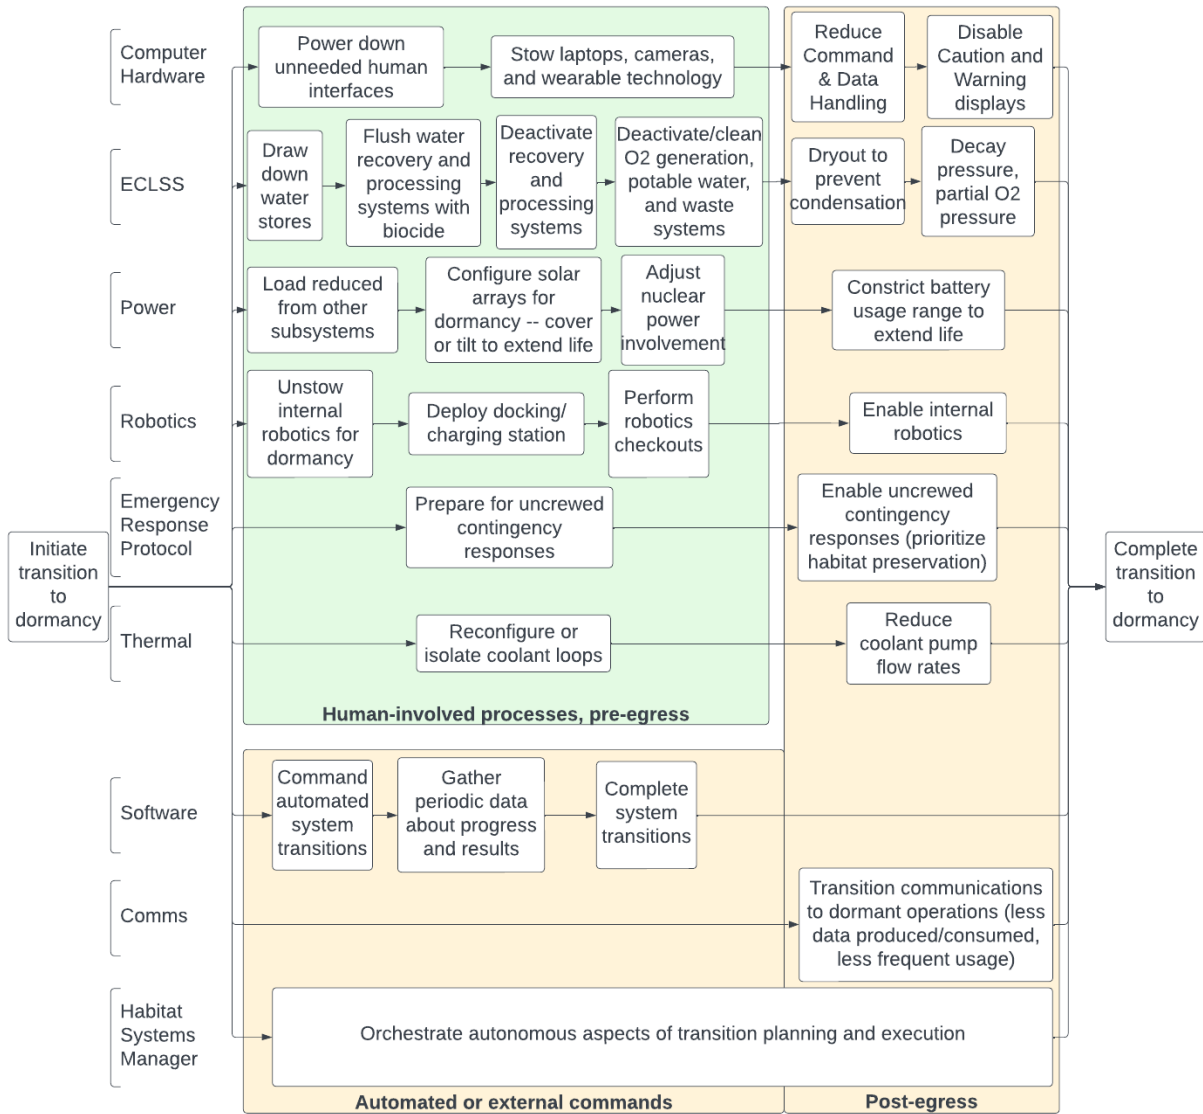 Computer
Hardware
Power down
unneeded human
interfaces
Stow laptops, cameras,
and wearable technology
Reduce
Command
& Data
Handling
Disable
Caution and
Warning
displays
ECLSS
Draw
down
water
stores
Flush water
recovery and
processing
systems with
biocide
Deactivate
recovery
and
processing
systems
Deactivate/clean
O2 generation,
potable water,
and waste
systems
Dryout to
prevent
condensation
Decay
pressure,
partial O2
pressure
Power
Load reduced
from other
subsystems
Configure solar
arrays for
dormancy -- cover
or tilt to extend life
Adjust
nuclear
power
involvement
Constrict battery
usage range to
extend life
Robotics
Unstow
internal
robotics for
dormancy
Deploy docking/
charging station
Perform
robotics
checkouts
Enable internal
robotics
Emergency
Response
Protocol
Prepare for uncrewed
contingency
responses
Enable uncrewed
contingency
responses (prioritize
habitat preservation)
Initiate
transition
to
dormancy
Complete
transition
to
dormancy
Thermal
Reconfigure or
isolate coolant loops
Reduce
coolant pump
flow rates
Human-involved processes, pre-egress
Software
Command
automated
system
transitions
Gather
periodic data
about progress
and results
Complete
system
transitions
Comms
Transition communications
to dormant operations (less
data produced/consumed,
less frequent usage)
Habitat
Systems
Manager
Orchestrate autonomous aspects of transition planning and execution
Automated or external commands
Post-egress